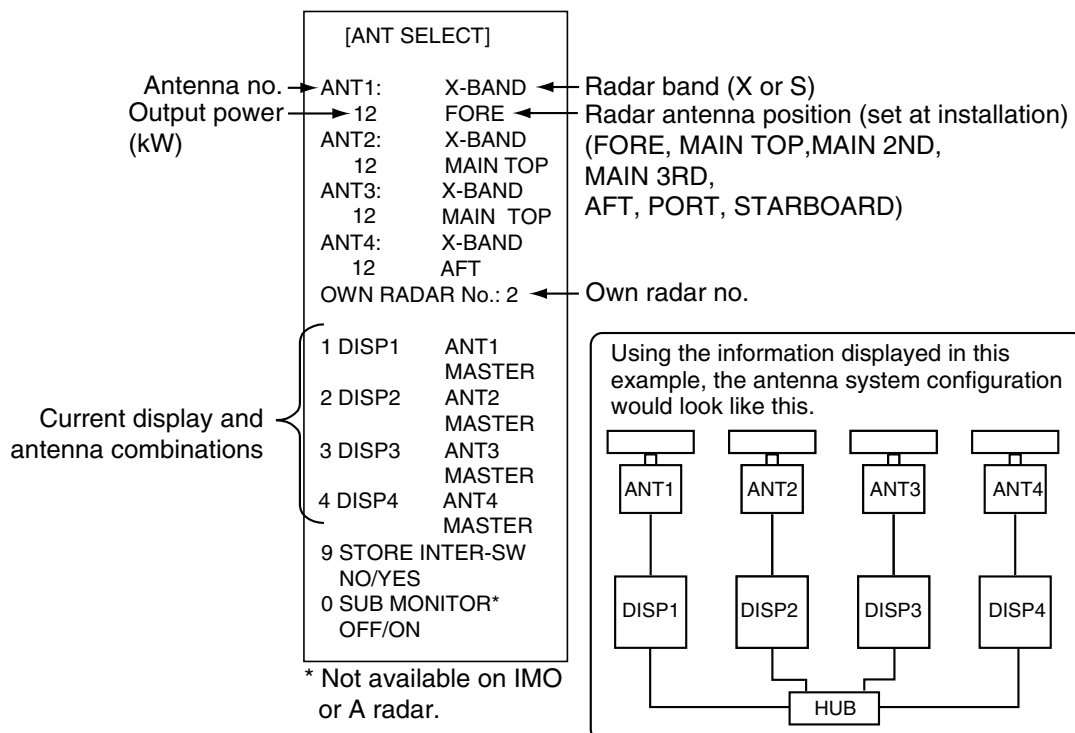 [ANT SELECT]
Antenna no.
ANT1: X-BAND
Radar band (X or S)
Output power
(kW)
12 FORE
Radar antenna position (set at installation)
(FORE, MAIN TOP,MAIN 2ND,
MAIN 3RD,
AFT, PORT, STARBOARD)
ANT2: X-BAND
12 MAIN TOP
ANT3: X-BAND
12 MAIN TOP
ANT4: X-BAND
12 AFT
OWN RADAR No.: 2
Own radar no.
Current display and
antenna combinations
1 DISP1 ANT1
MASTER
2 DISP2 ANT2
MASTER
3 DISP3 ANT3
MASTER
4 DISP4 ANT4
MASTER
9 STORE INTER-SW
NO/YES
0 SUB MONITOR*
OFF/ON
* Not available on IMO
or A radar.
Using the information displayed in this
example, the antenna system configuration
would look like this.
ANT1 ANT2 ANT3 ANT4
DISP1 DISP2 DISP3 DISP4
HUB